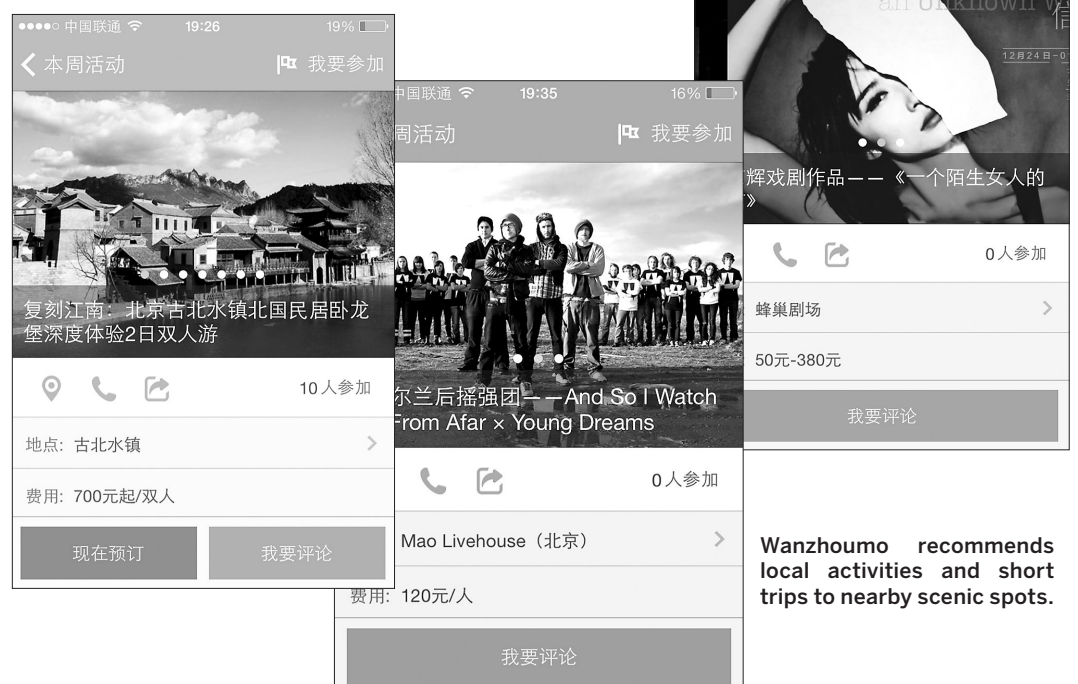 中国联通 19:26 19%
本周活动 我要参加
复刻江南：北京古北水镇北国民居卧龙
堡深度体验2日双人游
10人参加
地点: 古北水镇
费用: 700元起/双人
现在预订 我要评论
中国联通 19:35 16%
周活动 我要参加
尔兰后摇强团——And So I Watch
From Afar × Young Dreams
0人参加
Mao Livehouse（北京）
费用: 120元/人
我要评论
an Unknown W
信
12月24日-0
辉戏剧作品——《一个陌生女人的
》
0人参加
蜂巢剧场
50元-380元
我要评论
Wanzhoumo recommends
local activities and short
trips to nearby scenic spots.